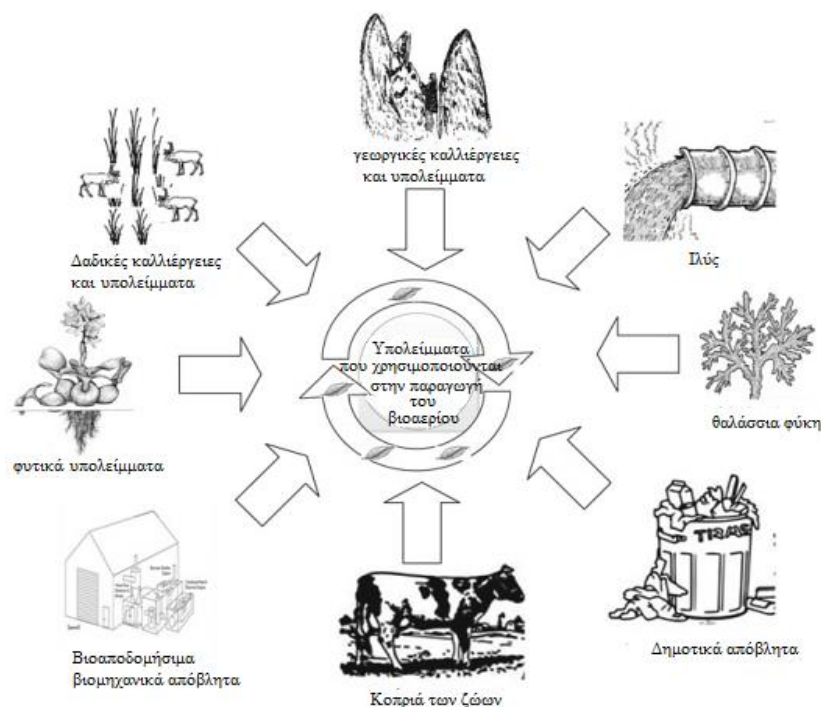 γεωργικές καλλιέργειες
και υπολείμματα
Δαδικές καλλιέργειες
και υπολείμματα
Ιλύς
Υπολείμματα
που χρησιμοποιούνται
στην παραγωγή
του
βιοαερίου
φυτικά υπολείμματα
θαλάσσια φύκη
Βιοαποδομήσιμα
βιομηχανικά απόβλητα
Κοπριά των ζώων
Δημοτικά απόβλητα